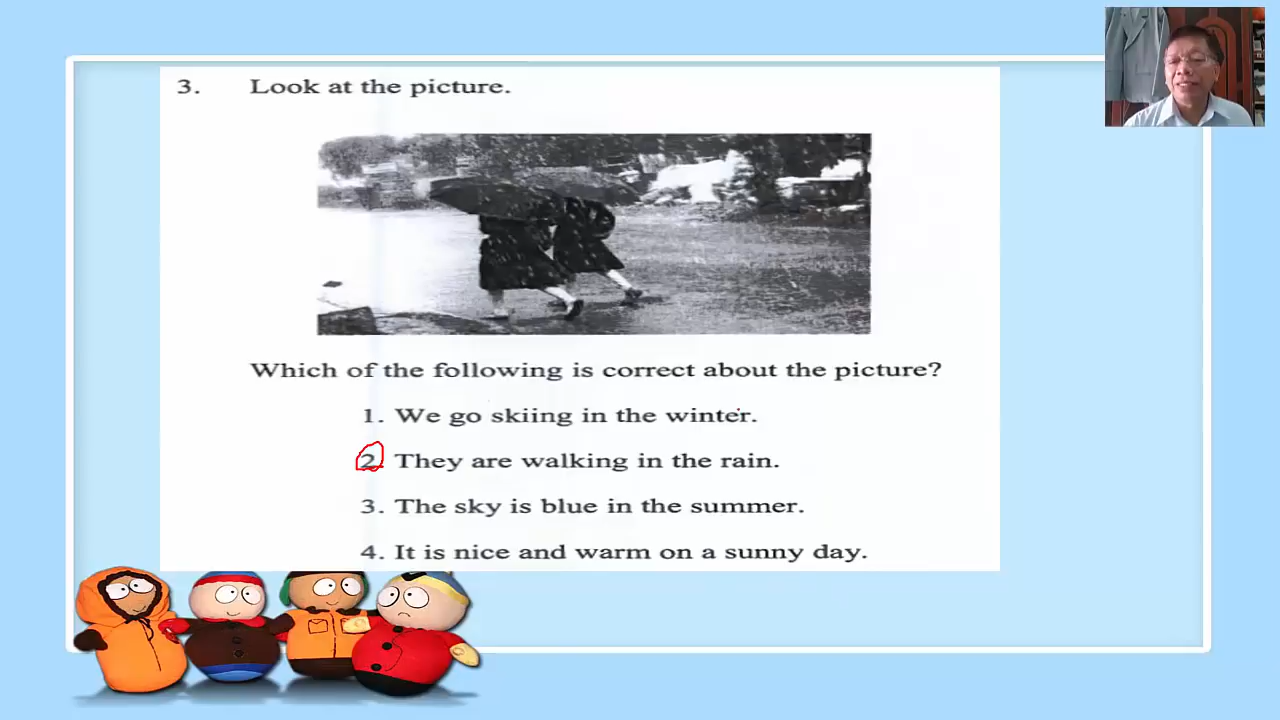 3. Look at the picture.
Which of the following is correct about the picture?
1. We go skiing in the winter.
2. They are walking in the rain.
3. The sky is blue in the summer.
4. It is nice and warm on a sunny day.